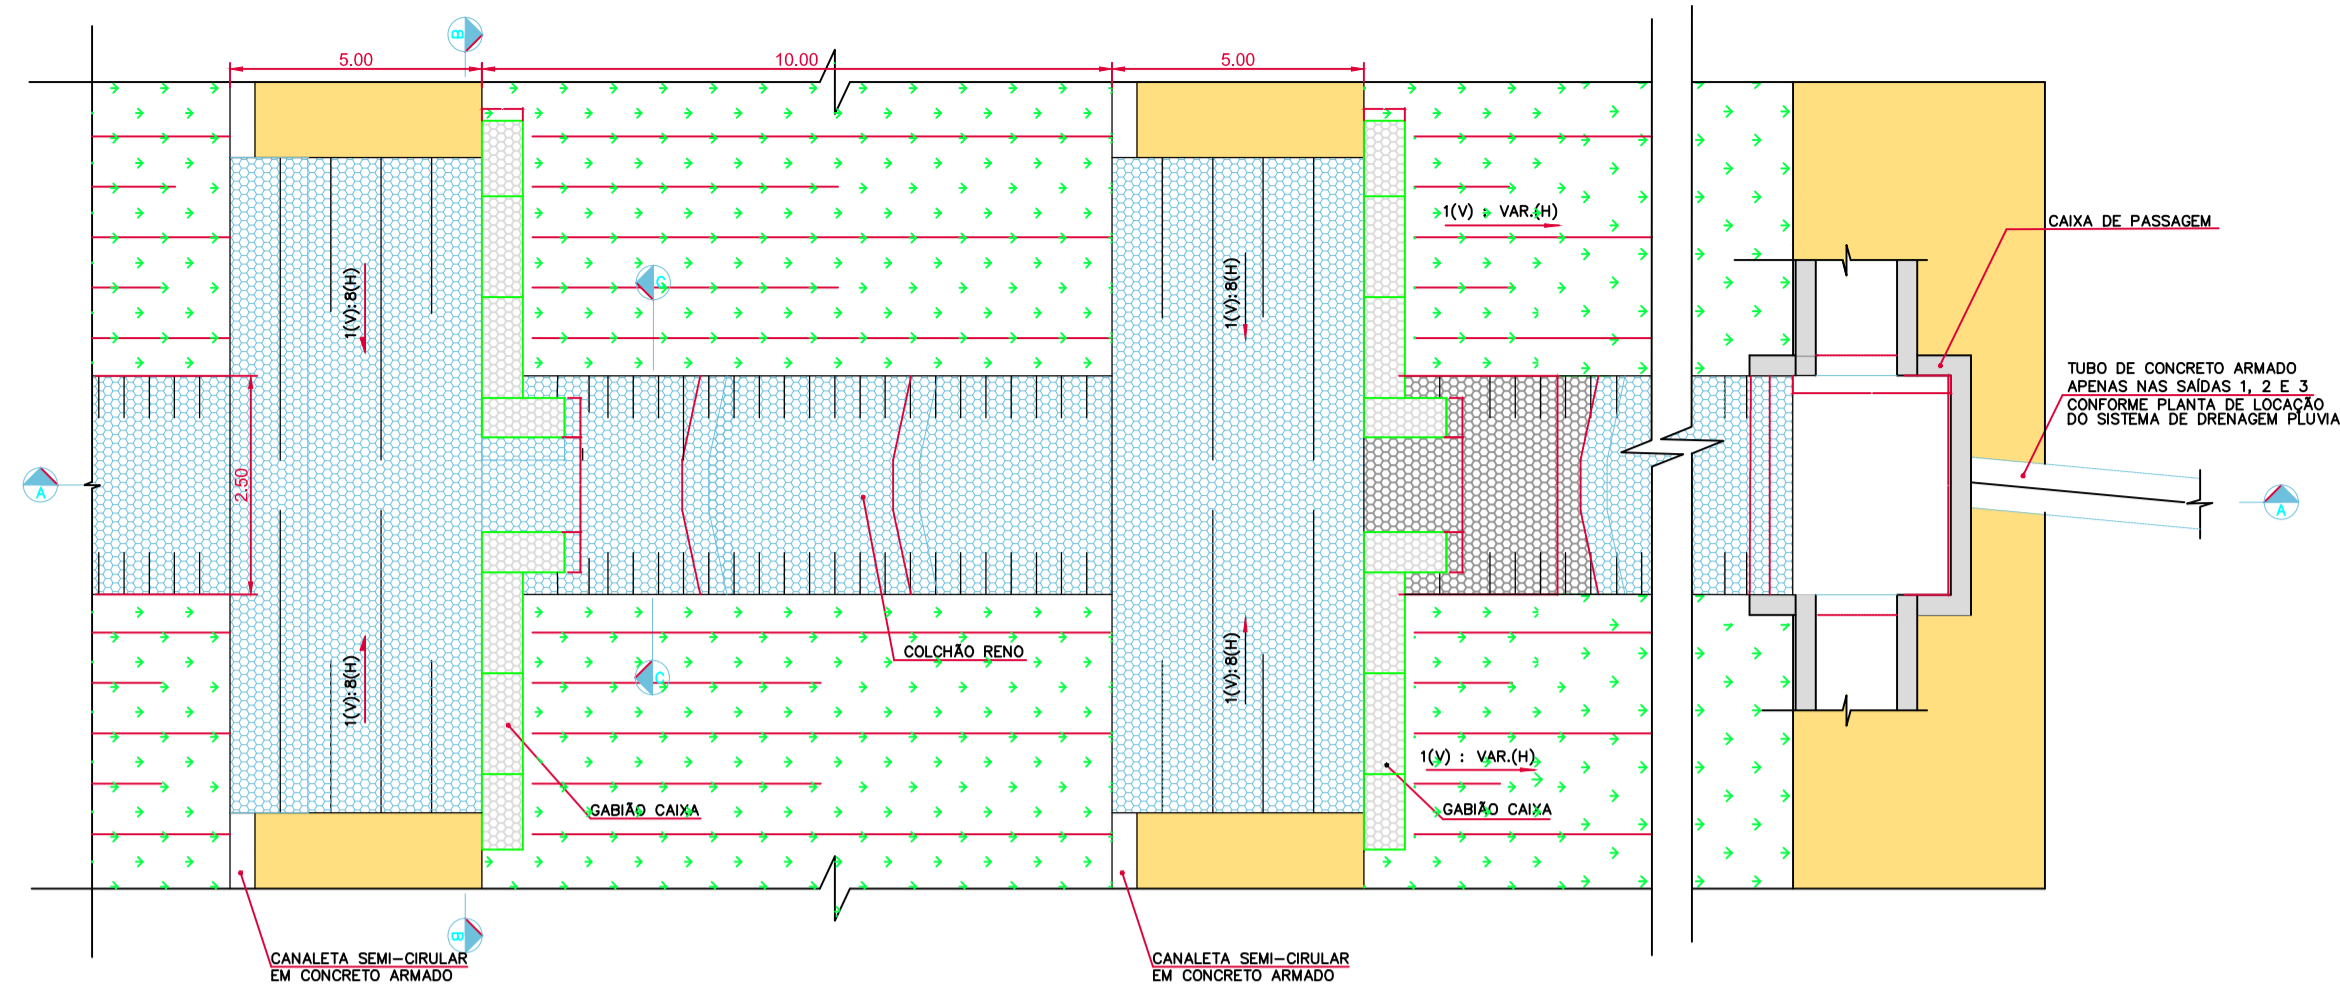 B
5.00
10.00
5.00
1(V) : VAR.(H)
CAIXA DE PASSAGEM
1(V):8(H)
C
1(V):8(H)
TUBO DE CONCRETO ARMADO
APENAS NAS SAÍDAS 1, 2 E 3
CONFORME PLANTA DE LOCAÇÃO
DO SISTEMA DE DRENAGEM PLUVIA
A
2.50
A
COLCHÃO RENO
1(V):8(H)
C
1(V):8(H)
1(V) : VAR.(H)
GABIÃO CAIXA
GABIÃO CAIXA
B
CANALETA SEMI-CIRULAR
EM CONCRETO ARMADO
CANALETA SEMI-CIRULAR
EM CONCRETO ARMADO